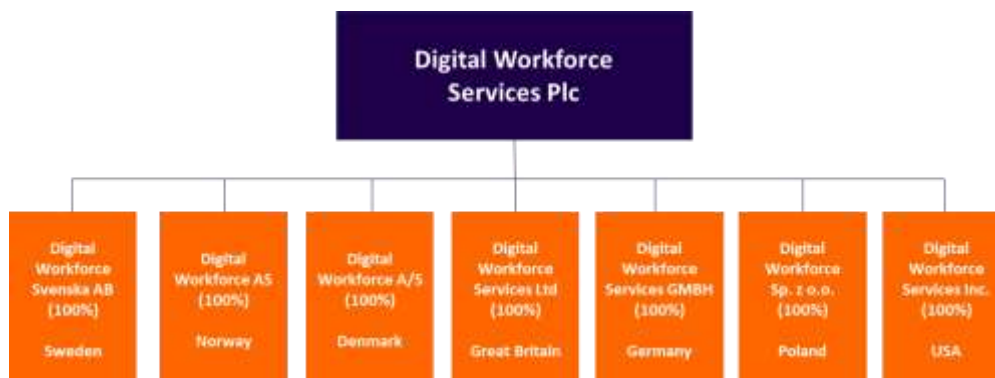 Digital Workforce
Services Plc
Digital
Workforce
Svenska AB
(100%)
Sweden
Digital
Workforce AS
(100%)
Norway
Digital
Workforce A/S
(100%)
Denmark
Digital
Workforce
Services Ltd
(100%)
Great Britain
Digital
Workforce
Services GMBH
(100%)
Germany
Digital
Workforce
Sp. z o.o.
(100%)
Poland
Digital
Workforce
Services Inc.
(100%)
USA